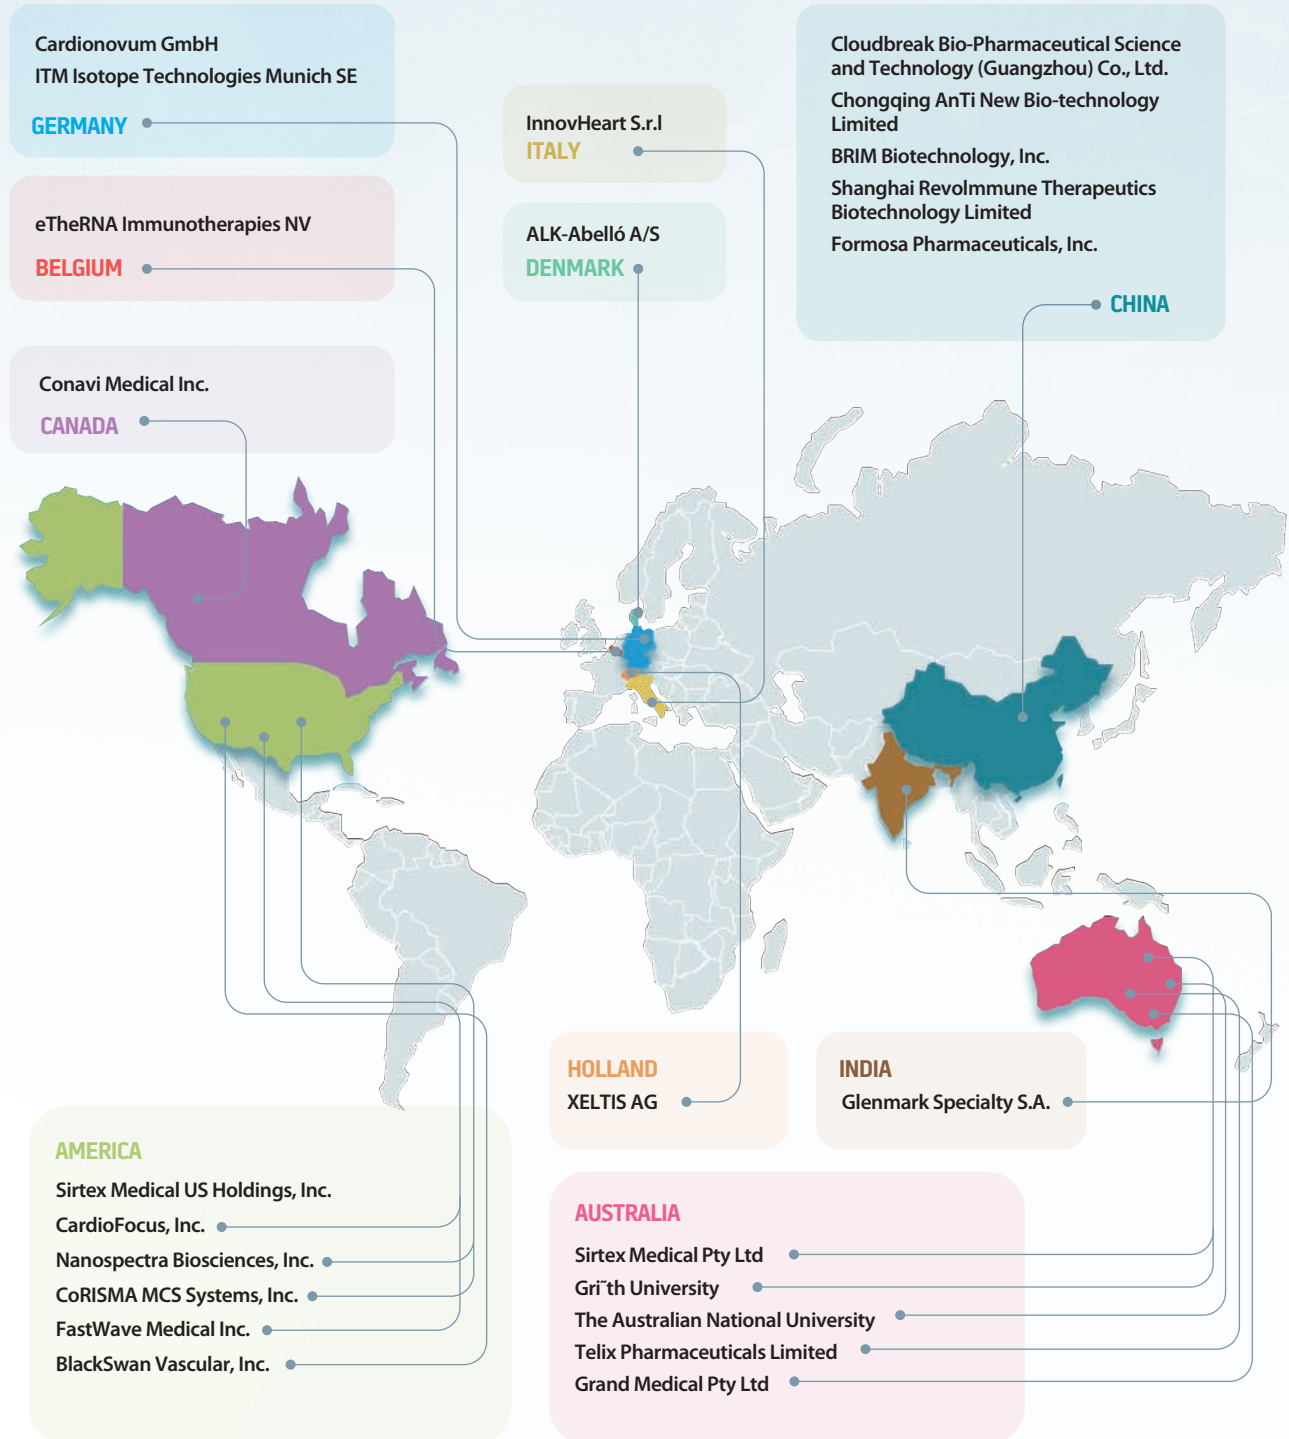 Cardionovum GmbH
ITM Isotope Technologies Munich SE
GERMANY
eTheRNA Immunotherapies NV
BELGIUM
Conavi Medical Inc.
CANADA
InnovHeart S.r.l
ITALY
ALK-Abelló A/S
DENMARK
Cloudbreak Bio-Pharmaceutical Science
and Technology (Guangzhou) Co., Ltd.
Chongqing AnTi New Bio-technology
Limited
BRIM Biotechnology, Inc.
Shanghai RevoImmune Therapeutics
Biotechnology Limited
Formosa Pharmaceuticals, Inc.
CHINA
HOLLAND
XELTIS AG
INDIA
Glenmark Specialty S.A.
AMERICA
Sirtex Medical US Holdings, Inc.
CardioFocus, Inc.
Nanospectra Biosciences, Inc.
CoRISMA MCS Systems, Inc.
FastWave Medical Inc.
BlackSwan Vascular, Inc.
AUSTRALIA
Sirtex Medical Pty Ltd
Gri˜th University
The Australian National University
Telix Pharmaceuticals Limited
Grand Medical Pty Ltd